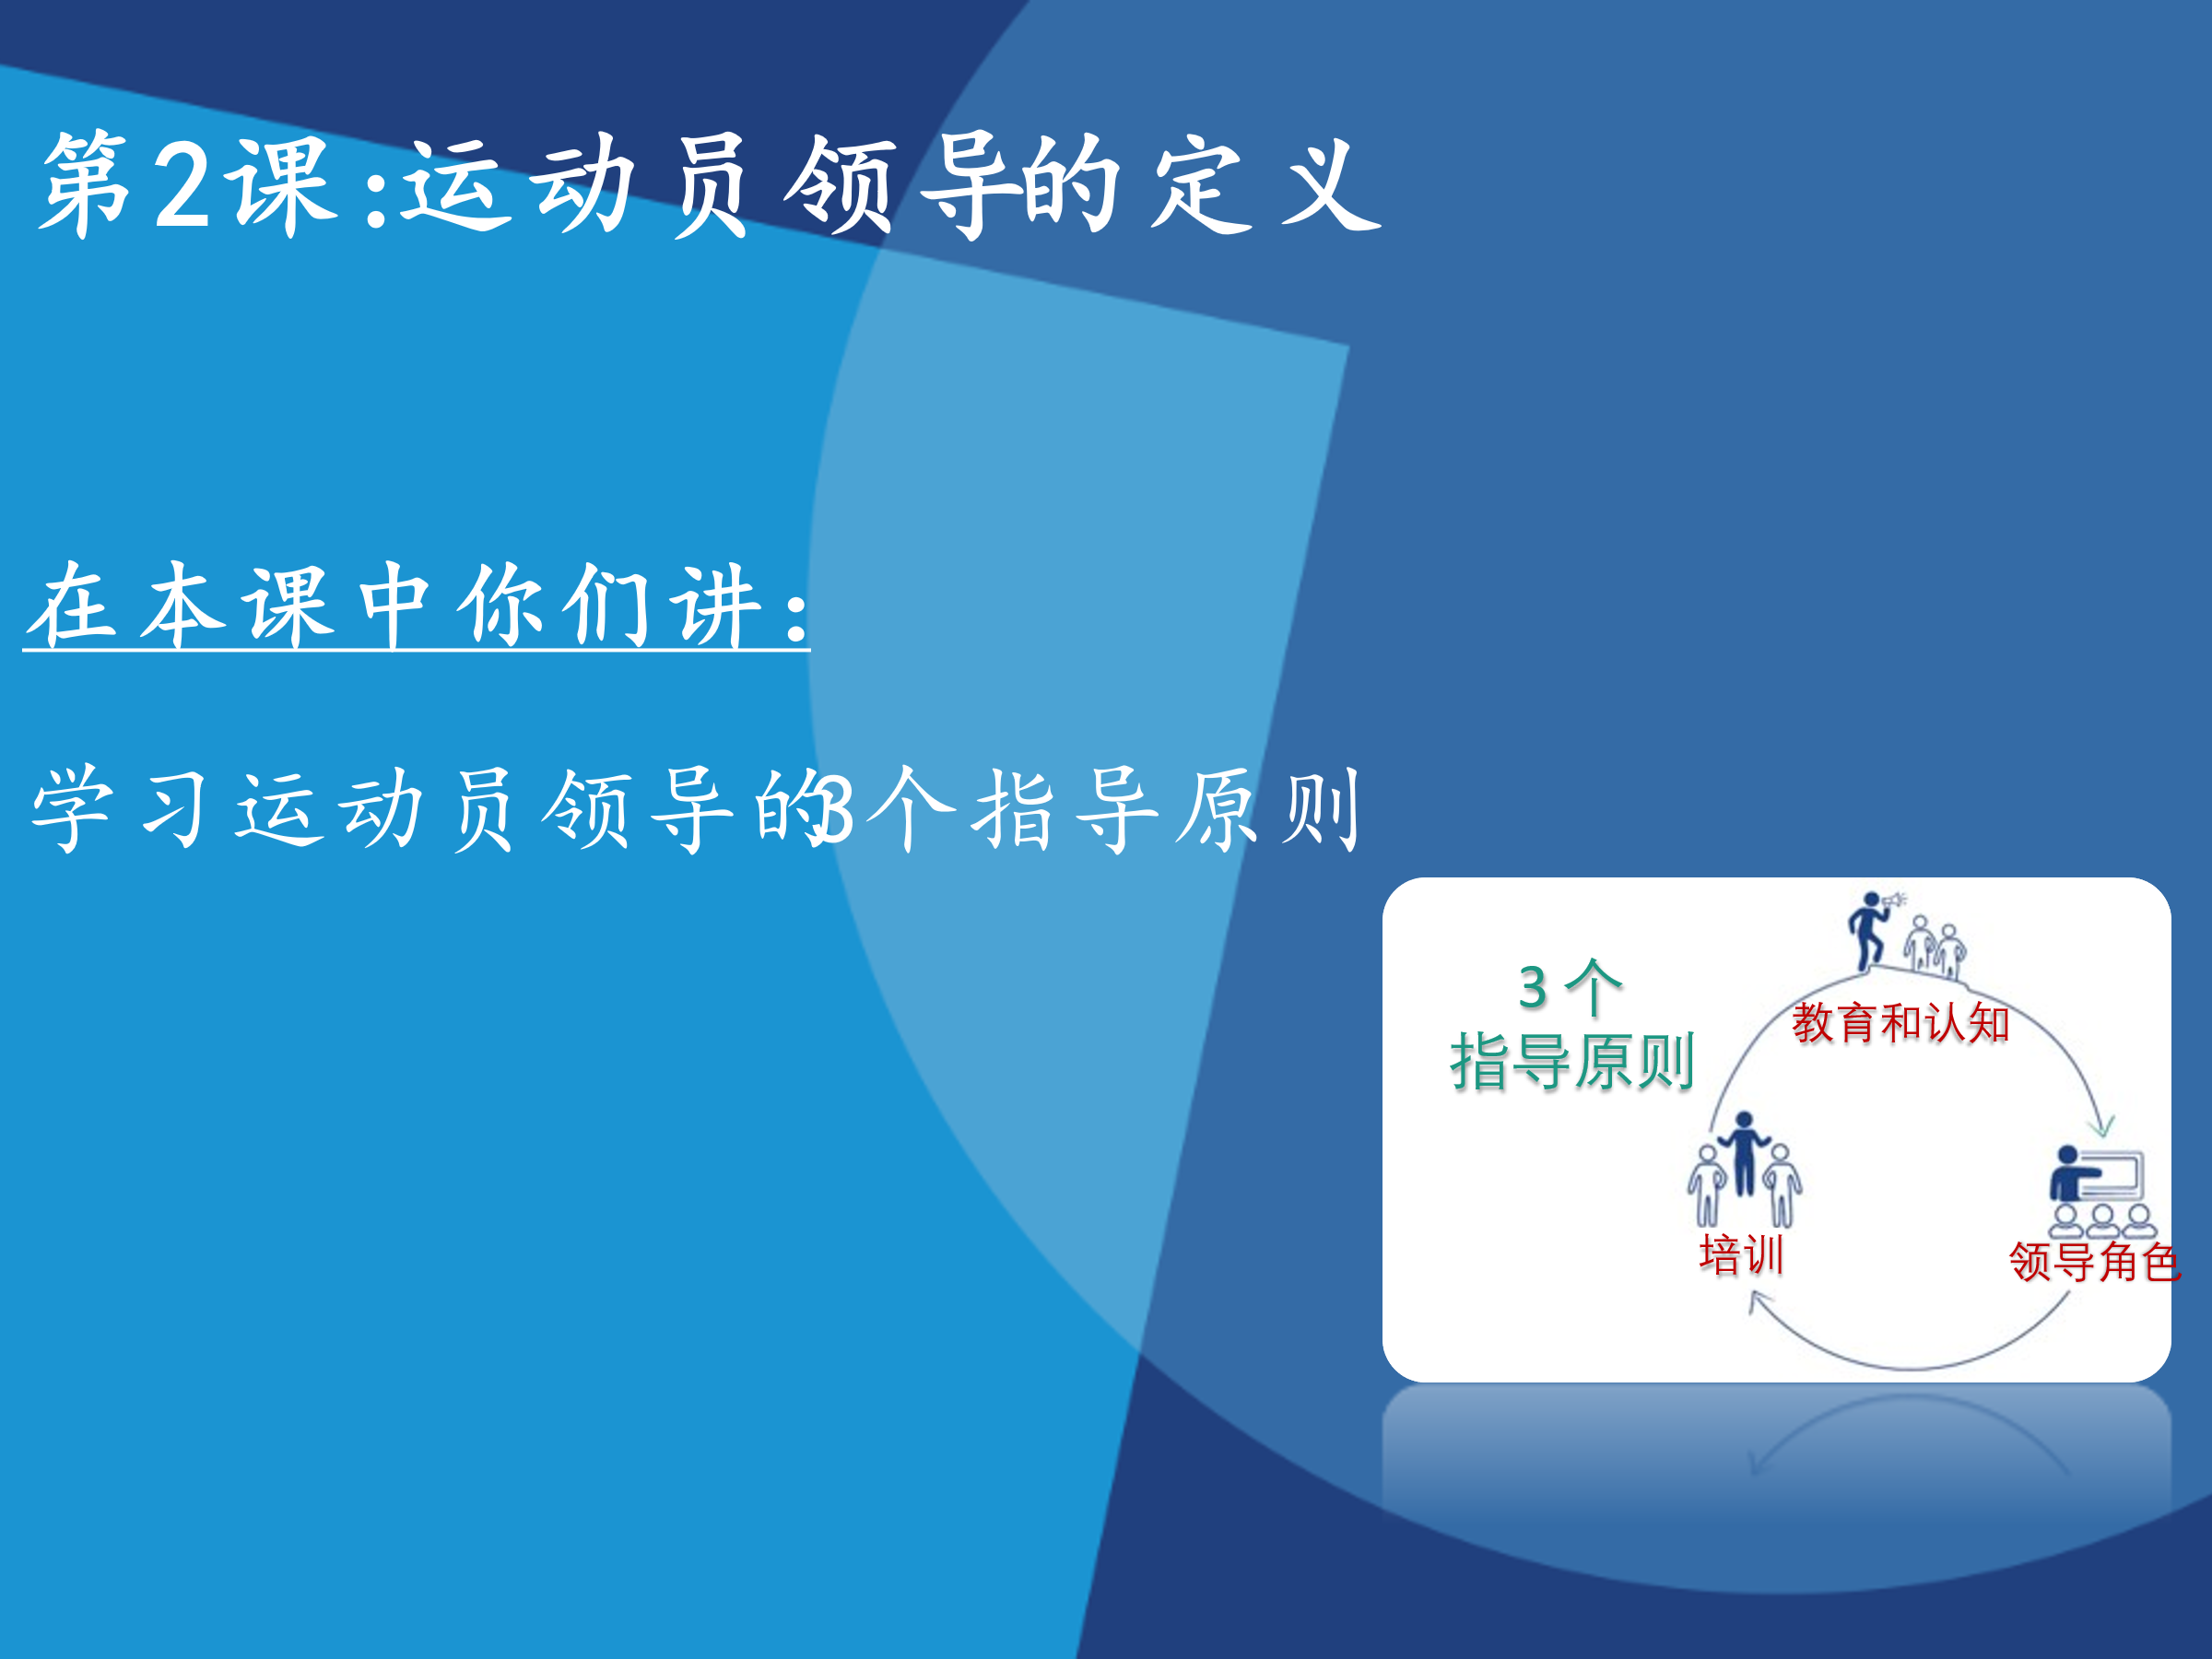 第2课:运动员领导的定义
在本课中你们讲:
学习运动员领导的3个指导原则
3个
指导原则
教育和认知
培训
领导角色